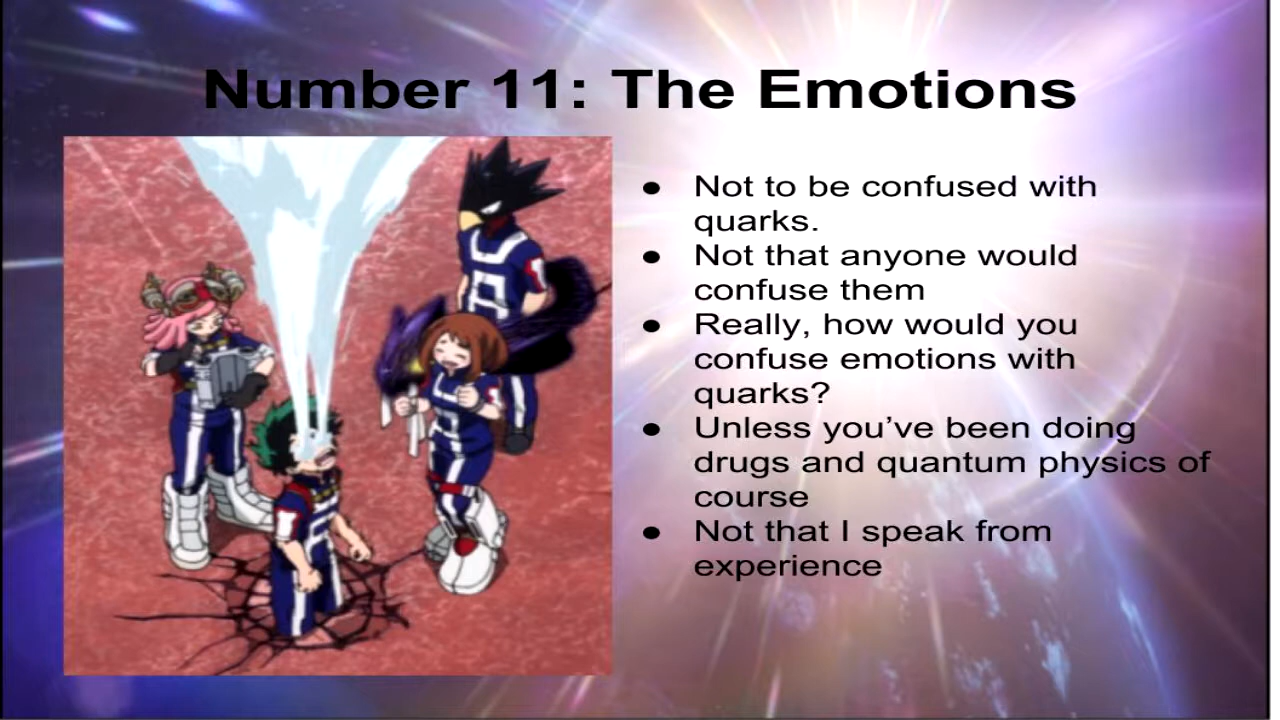 Number 11: The Emotions
● Not to be confused with
quarks.
● Not that anyone would
confuse them
● Really, how would you
confuse emotions with
quarks?
● Unless you’ve been doing
drugs and quantum physics of
course
● Not that I speak from
experience